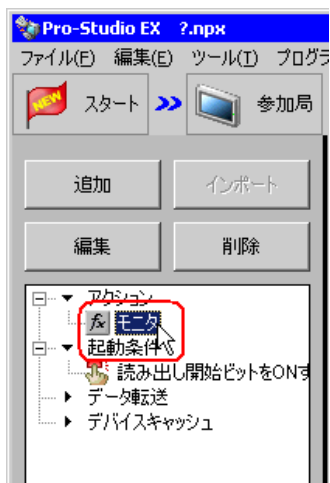 Pro-Studio EX ?.npx
ファイル(F) 編集(E) ツール(T) プログラ
NEW スタート 参加局
追加 インポート
編集 削除
アクション
fx モニタ
起動条件
読み出し開始ビットをONす
データ転送
デバイスキャッシュ